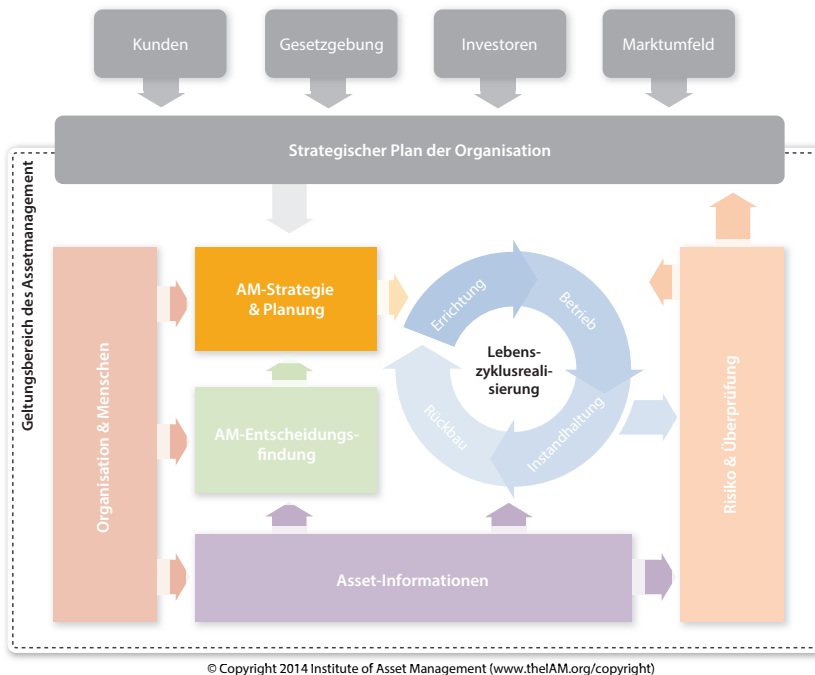 Kunden
Gesetzgebung
Investoren
Marktumfeld
Strategischer Plan der Organisation
Geltungsbereich des Assetmanagement
Organisation & Menschen
AM-Strategie
& Planung
AM-Entscheidungs-
findung
Errichtung
Betrieb
Instandhaltung
Rückbau
Lebens-
zyklusreali-
sierung
Risiko & Überprüfung
Asset-Informationen
© Copyright 2014 Institute of Asset Management (www.theIAM.org/copyright)